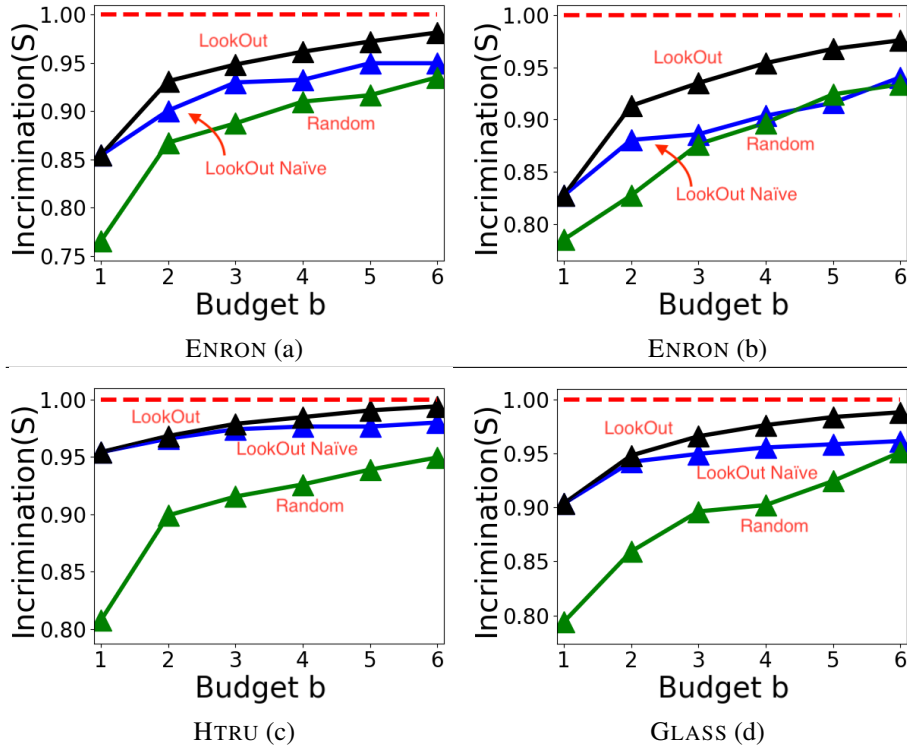 Incrimination(S)
1.00
0.95
0.90
0.85
0.80
0.75
LookOut
Random
LookOut Naïve
1 2 3 4 5 6
Budget b
ENRON (a)
Incrimination(S)
1.00
0.95
0.90
0.85
0.80
LookOut
Random
LookOut Naïve
1 2 3 4 5 6
Budget b
ENRON (b)
Incrimination(S)
1.00
0.95
0.90
0.85
0.80
LookOut
LookOut Naïve
Random
1 2 3 4 5 6
Budget b
HTRU (c)
Incrimination(S)
1.00
0.95
0.90
0.85
0.80
LookOut
LookOut Naïve
Random
1 2 3 4 5 6
Budget b
GLASS (d)